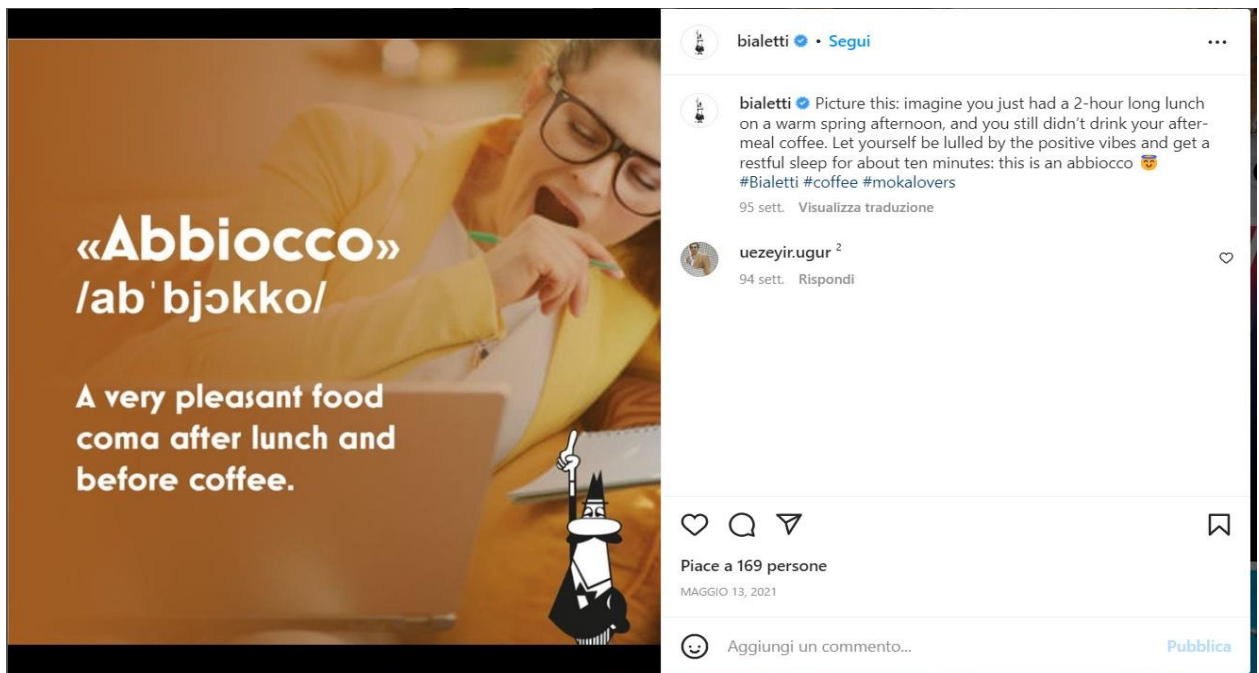 «Abbiocco»
/abˈbjɔkko/
A very pleasant food
coma after lunch and
before coffee.
bialetti • Segui
bialetti Picture this: imagine you just had a 2-hour long lunch
on a warm spring afternoon, and you still didn't drink your after-
meal coffee. Let yourself be lulled by the positive vibes and get a
restful sleep for about ten minutes: this is an abbiocco 😇
#Bialetti #coffee #mokalovers
95 sett. Visualizza traduzione
uezeyir.ugur ²
94 sett. Rispondi
Piace a 169 persone
MAGGIO 13, 2021
Aggiungi un commento... Pubblica